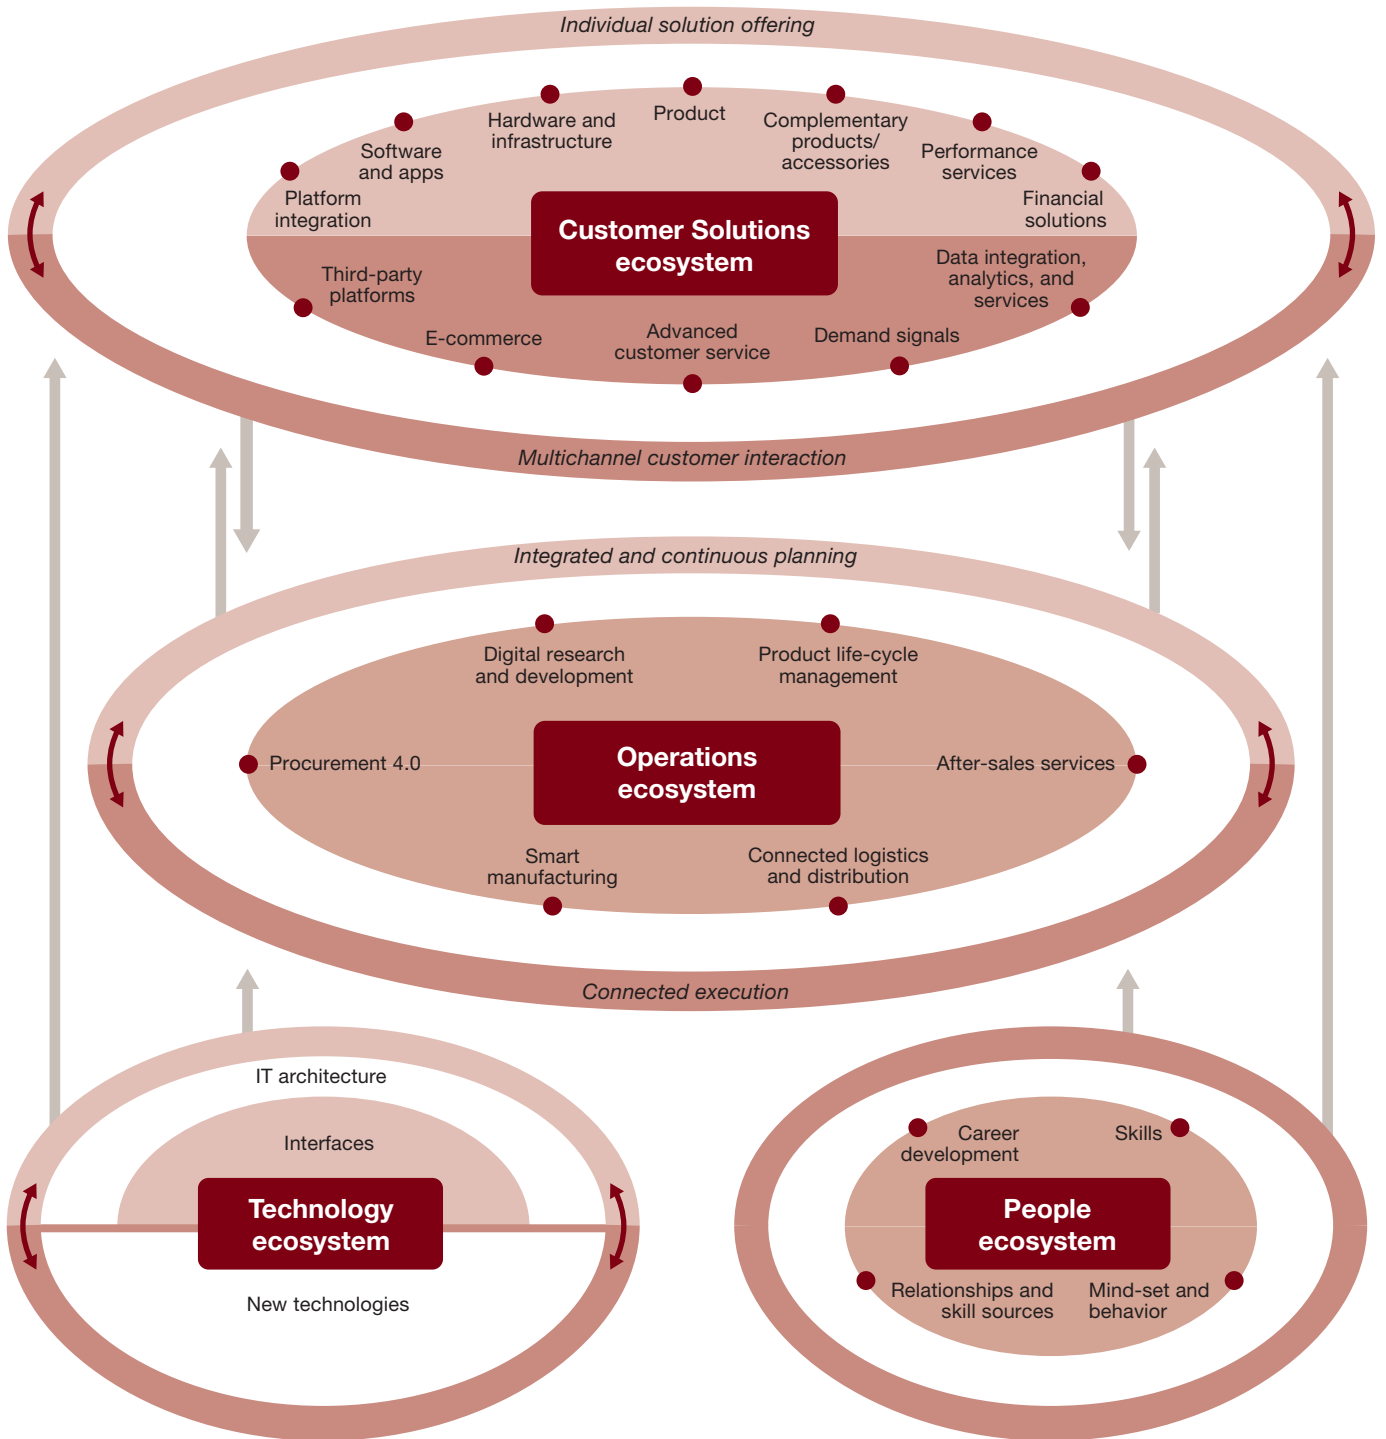 Individual solution offering
Product
Hardware and
infrastructure
Complementary
products/
accessories
Software
and apps
Performance
services
Platform
integration
Financial
solutions
Customer Solutions
ecosystem
Third-party
platforms
Data integration,
analytics, and
services
E-commerce
Advanced
customer service
Demand signals
Multichannel customer interaction
Integrated and continuous planning
Digital research
and development
Product life-cycle
management
Procurement 4.0
Operations
ecosystem
After-sales services
Smart
manufacturing
Connected logistics
and distribution
Connected execution
IT architecture
Interfaces
Technology
ecosystem
New technologies
Career
development
Skills
People
ecosystem
Relationships and
skill sources
Mind-set and
behavior